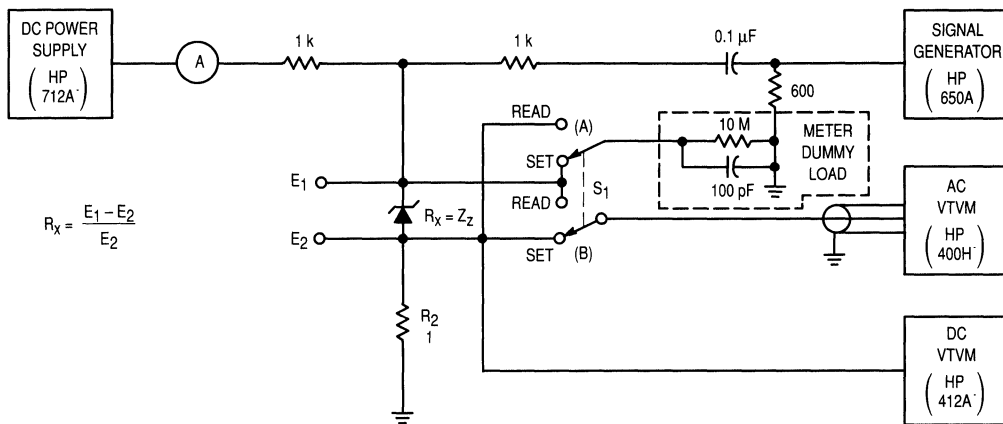 DC POWER
SUPPLY
(HP 712A)
A
1 k
1 k
0.1 µF
SIGNAL
GENERATOR
(HP 650A)
600
READ
(A)
10 M
METER
DUMMY
LOAD
SET
100 pF
E1
READ
S1
AC
VTVM
(HP 400H)
Rx = (E1 – E2) / E2
Rx = Zz
E2
SET
(B)
R2
1
DC
VTVM
(HP 412A)